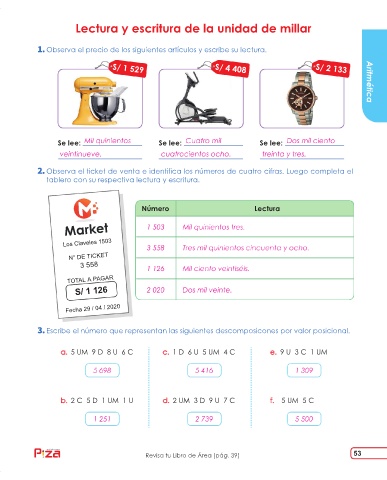 Lectura y escritura de la unidad de millar
1. Observa el precio de los siguientes artículos y escribe su lectura.
S/ 1 529
S/ 4 408
S/ 2 133
Aritmética
Se lee: Mil quinientos
veintinueve.
Se lee: Cuatro mil
cuatrocientos ocho.
Se lee: Dos mil ciento
treinta y tres.
2. Observa el ticket de venta e identifica los números de cuatro cifras. Luego completa el
tablero con su respectiva lectura y escritura.
Market
Los Claveles 1503
N° DE TICKET
3 558
TOTAL A PAGAR
S/ 1 126
Fecha 29 / 04 / 2020
Número Lectura
1 503 Mil quinientos tres.
3 558 Tres mil quinientos cincuenta y ocho.
1 126 Mil ciento veintiséis.
2 020 Dos mil veinte.
3. Escribe el número que representan las siguientes descomposiciones por valor posicional.
a. 5 UM 9 D 8 U 6 C
c. 1 D 6 U 5 UM 4 C
e. 9 U 3 C 1 UM
5 698
5 416
1 309
b. 2 C 5 D 1 UM 1 U
d. 2 UM 3 D 9 U 7 C
f. 5 UM 5 C
1 251
2 739
5 500
Pizza
Revisa tu Libro de Área (pág. 39)
53